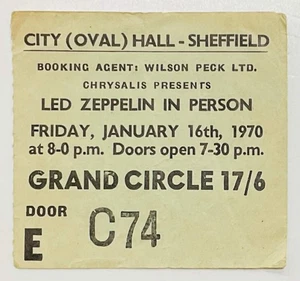 CITY (OVAL) HALL - SHEFFIELD
BOOKING AGENT: WILSON PECK LTD.
CHRYSALIS PRESENTS
LED ZEPPELIN IN PERSON
FRIDAY, JANUARY 16th, 1970
at 8-0 p.m. Doors open 7-30 p.m.
GRAND CIRCLE 17/6
DOOR
E C74